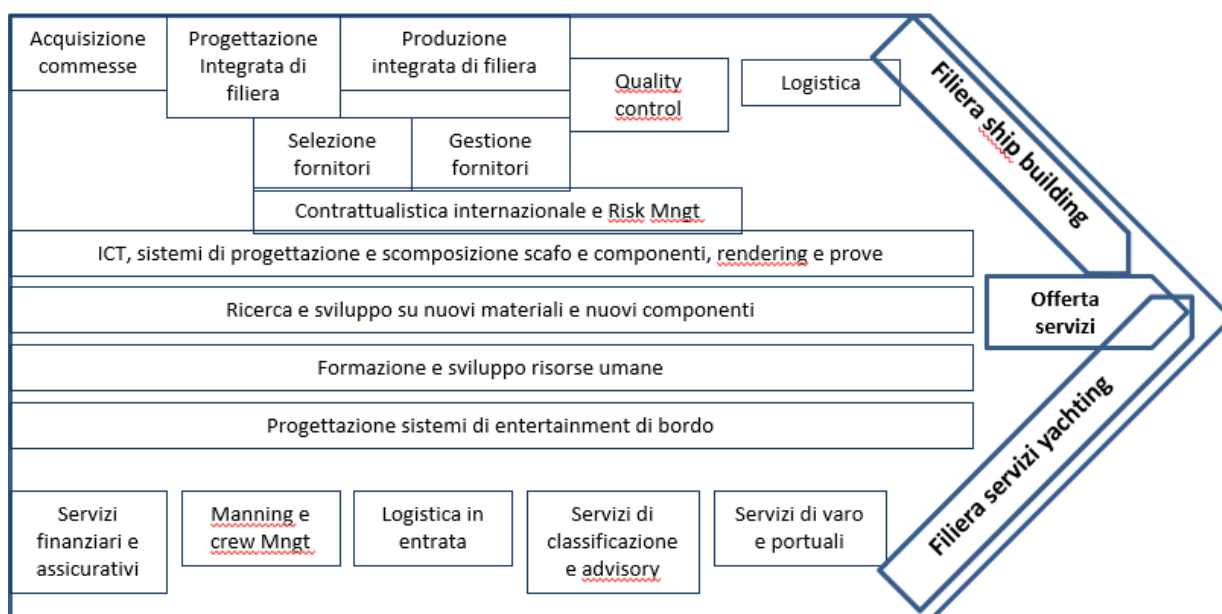 Acquisizione
commesse
Progettazione
Integrata di
filiera
Produzione
integrata di filiera
Quality
control
Logistica
Selezione
fornitori
Gestione
fornitori
Contrattualistica internazionale e Risk Mngt
ICT, sistemi di progettazione e scomposizione scafo e componenti, rendering e prove
Ricerca e sviluppo su nuovi materiali e nuovi componenti
Formazione e sviluppo risorse umane
Progettazione sistemi di entertainment di bordo
Servizi
finanziari e
assicurativi
Manning e
crew Mngt
Logistica in
entrata
Servizi di
classificazione
e advisory
Servizi di varo
e portuali
Filiera ship building
Offerta
servizi
Filiera servizi yachting